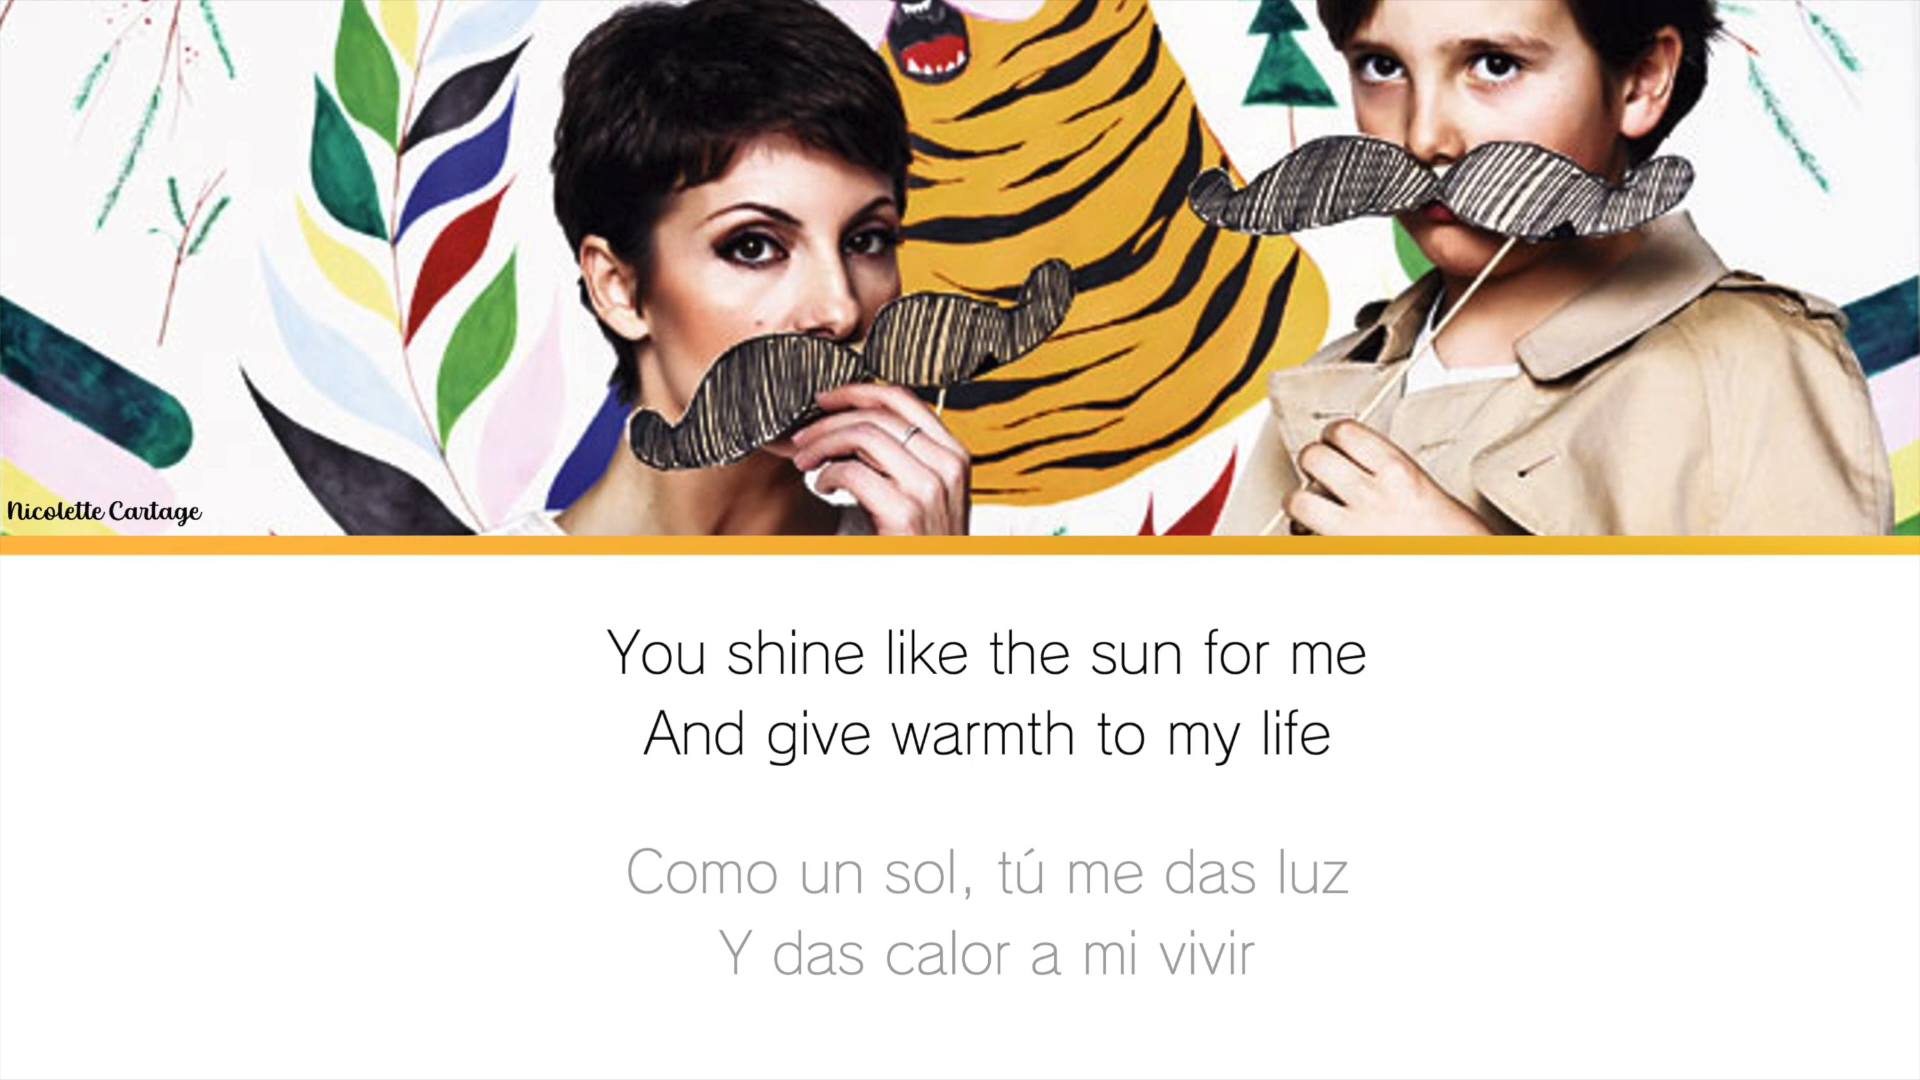 Nicolette Cartage
You shine like the sun for me
And give warmth to my life
Como un sol, tú me das luz
Y das calor a mi vivir